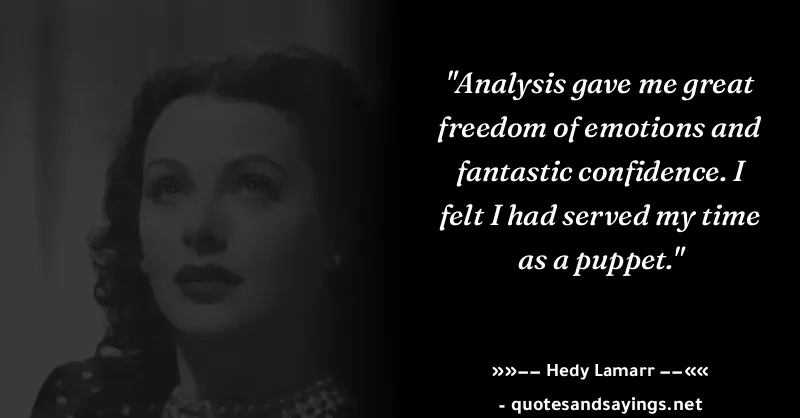 "Analysis gave me great
freedom of emotions and
fantastic confidence. I
felt I had served my time
as a puppet."
»»−− Hedy Lamarr −−««
- quotesandsayings.net